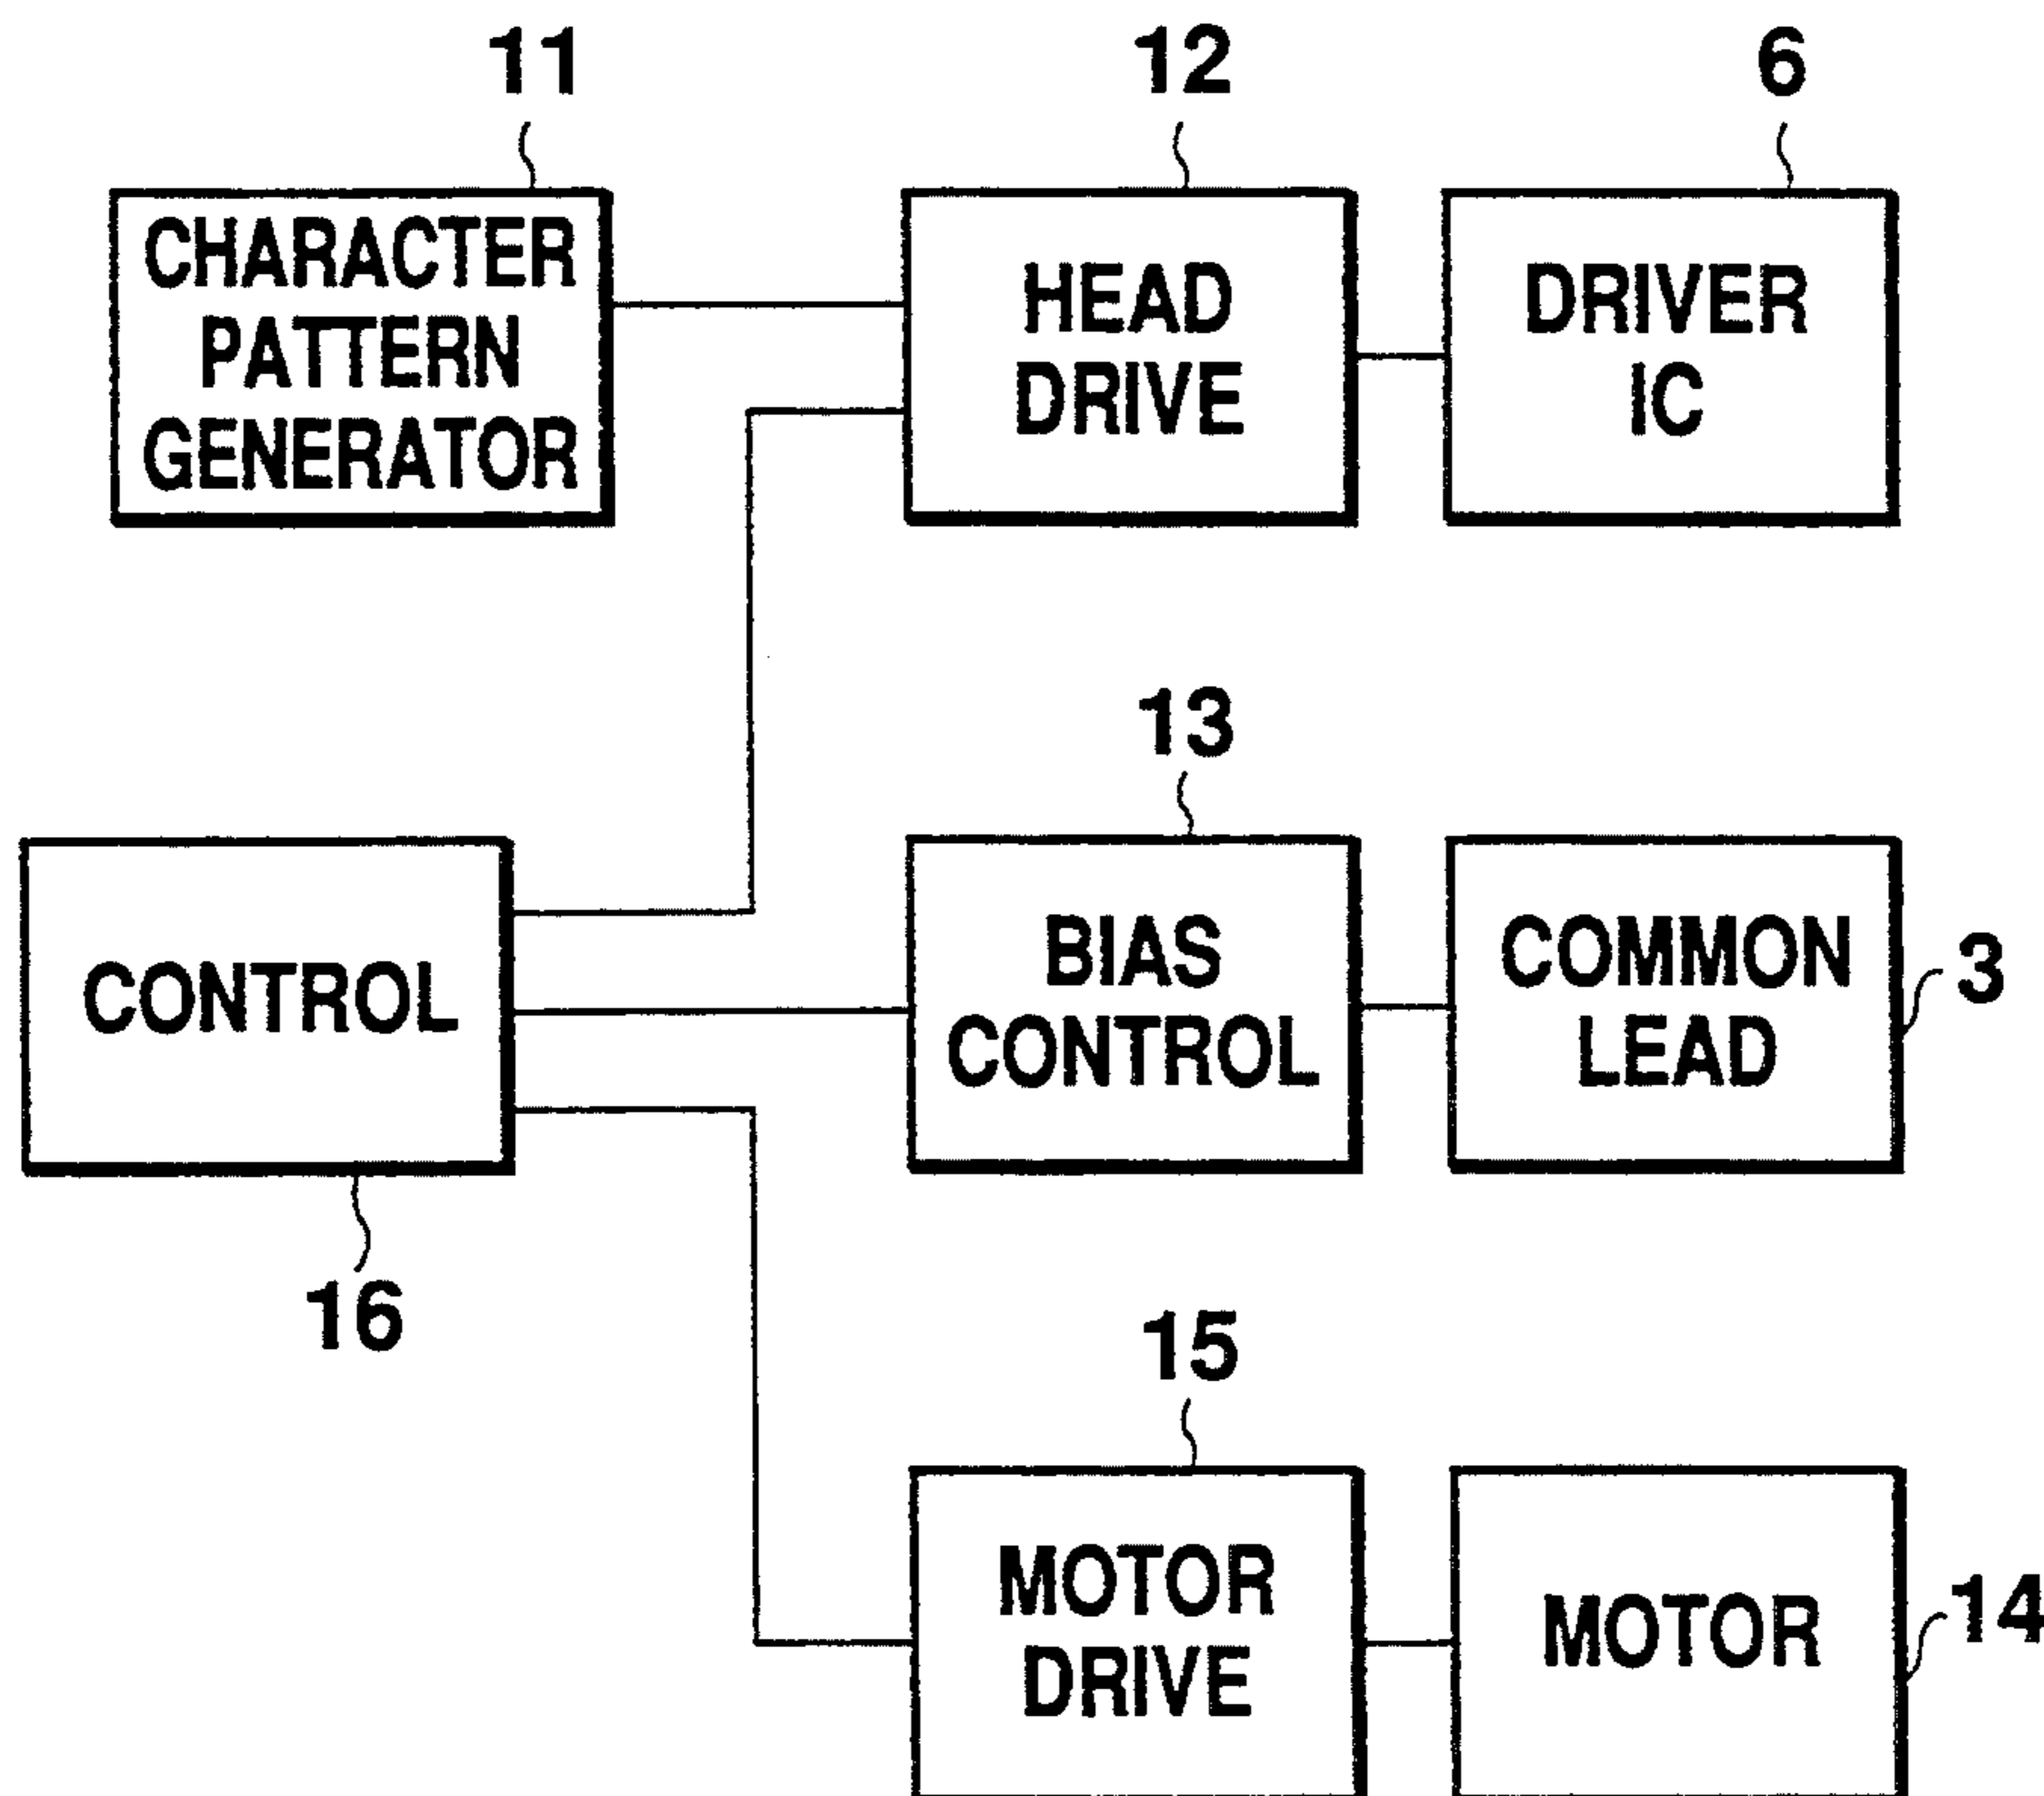 11
12
6
CHARACTER
PATTERN
GENERATOR
HEAD
DRIVE
DRIVER
IC
13
CONTROL
BIAS
CONTROL
COMMON
LEAD
3
16
15
MOTOR
DRIVE
MOTOR
14